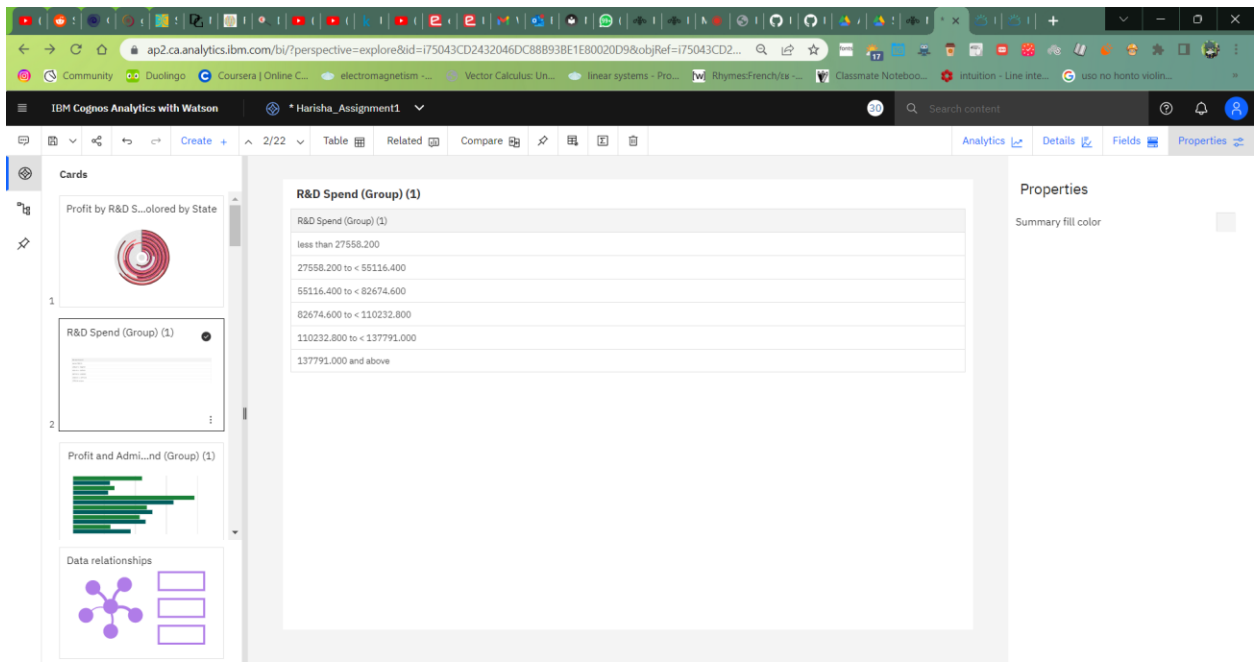 ap2.ca.analytics.ibm.com/bi/?perspective=explore&id=i75043CD2432046DC88B93BE1E80020D9&objRef=i75043CD2...
Community Duolingo Coursera | Online C... electromagnetism -... Vector Calculus: Un... linear systems - Pro... Rhymes:French/ɛʁ -... Classmate Noteboo... intuition - Line inte... uso no honto violin...
IBM Cognos Analytics with Watson * Harisha_Assignment1 30 Search content
Create + 2/22 Table Related Compare Analytics Details Fields Properties
Cards
Profit by R&D S...olored by State
1
R&D Spend (Group) (1)
2
Profit and Admi...nd (Group) (1)
Data relationships
R&D Spend (Group) (1)
R&D Spend (Group) (1)
less than 27558.200
27558.200 to < 55116.400
55116.400 to < 82674.600
82674.600 to < 110232.800
110232.800 to < 137791.000
137791.000 and above
Properties
Summary fill color